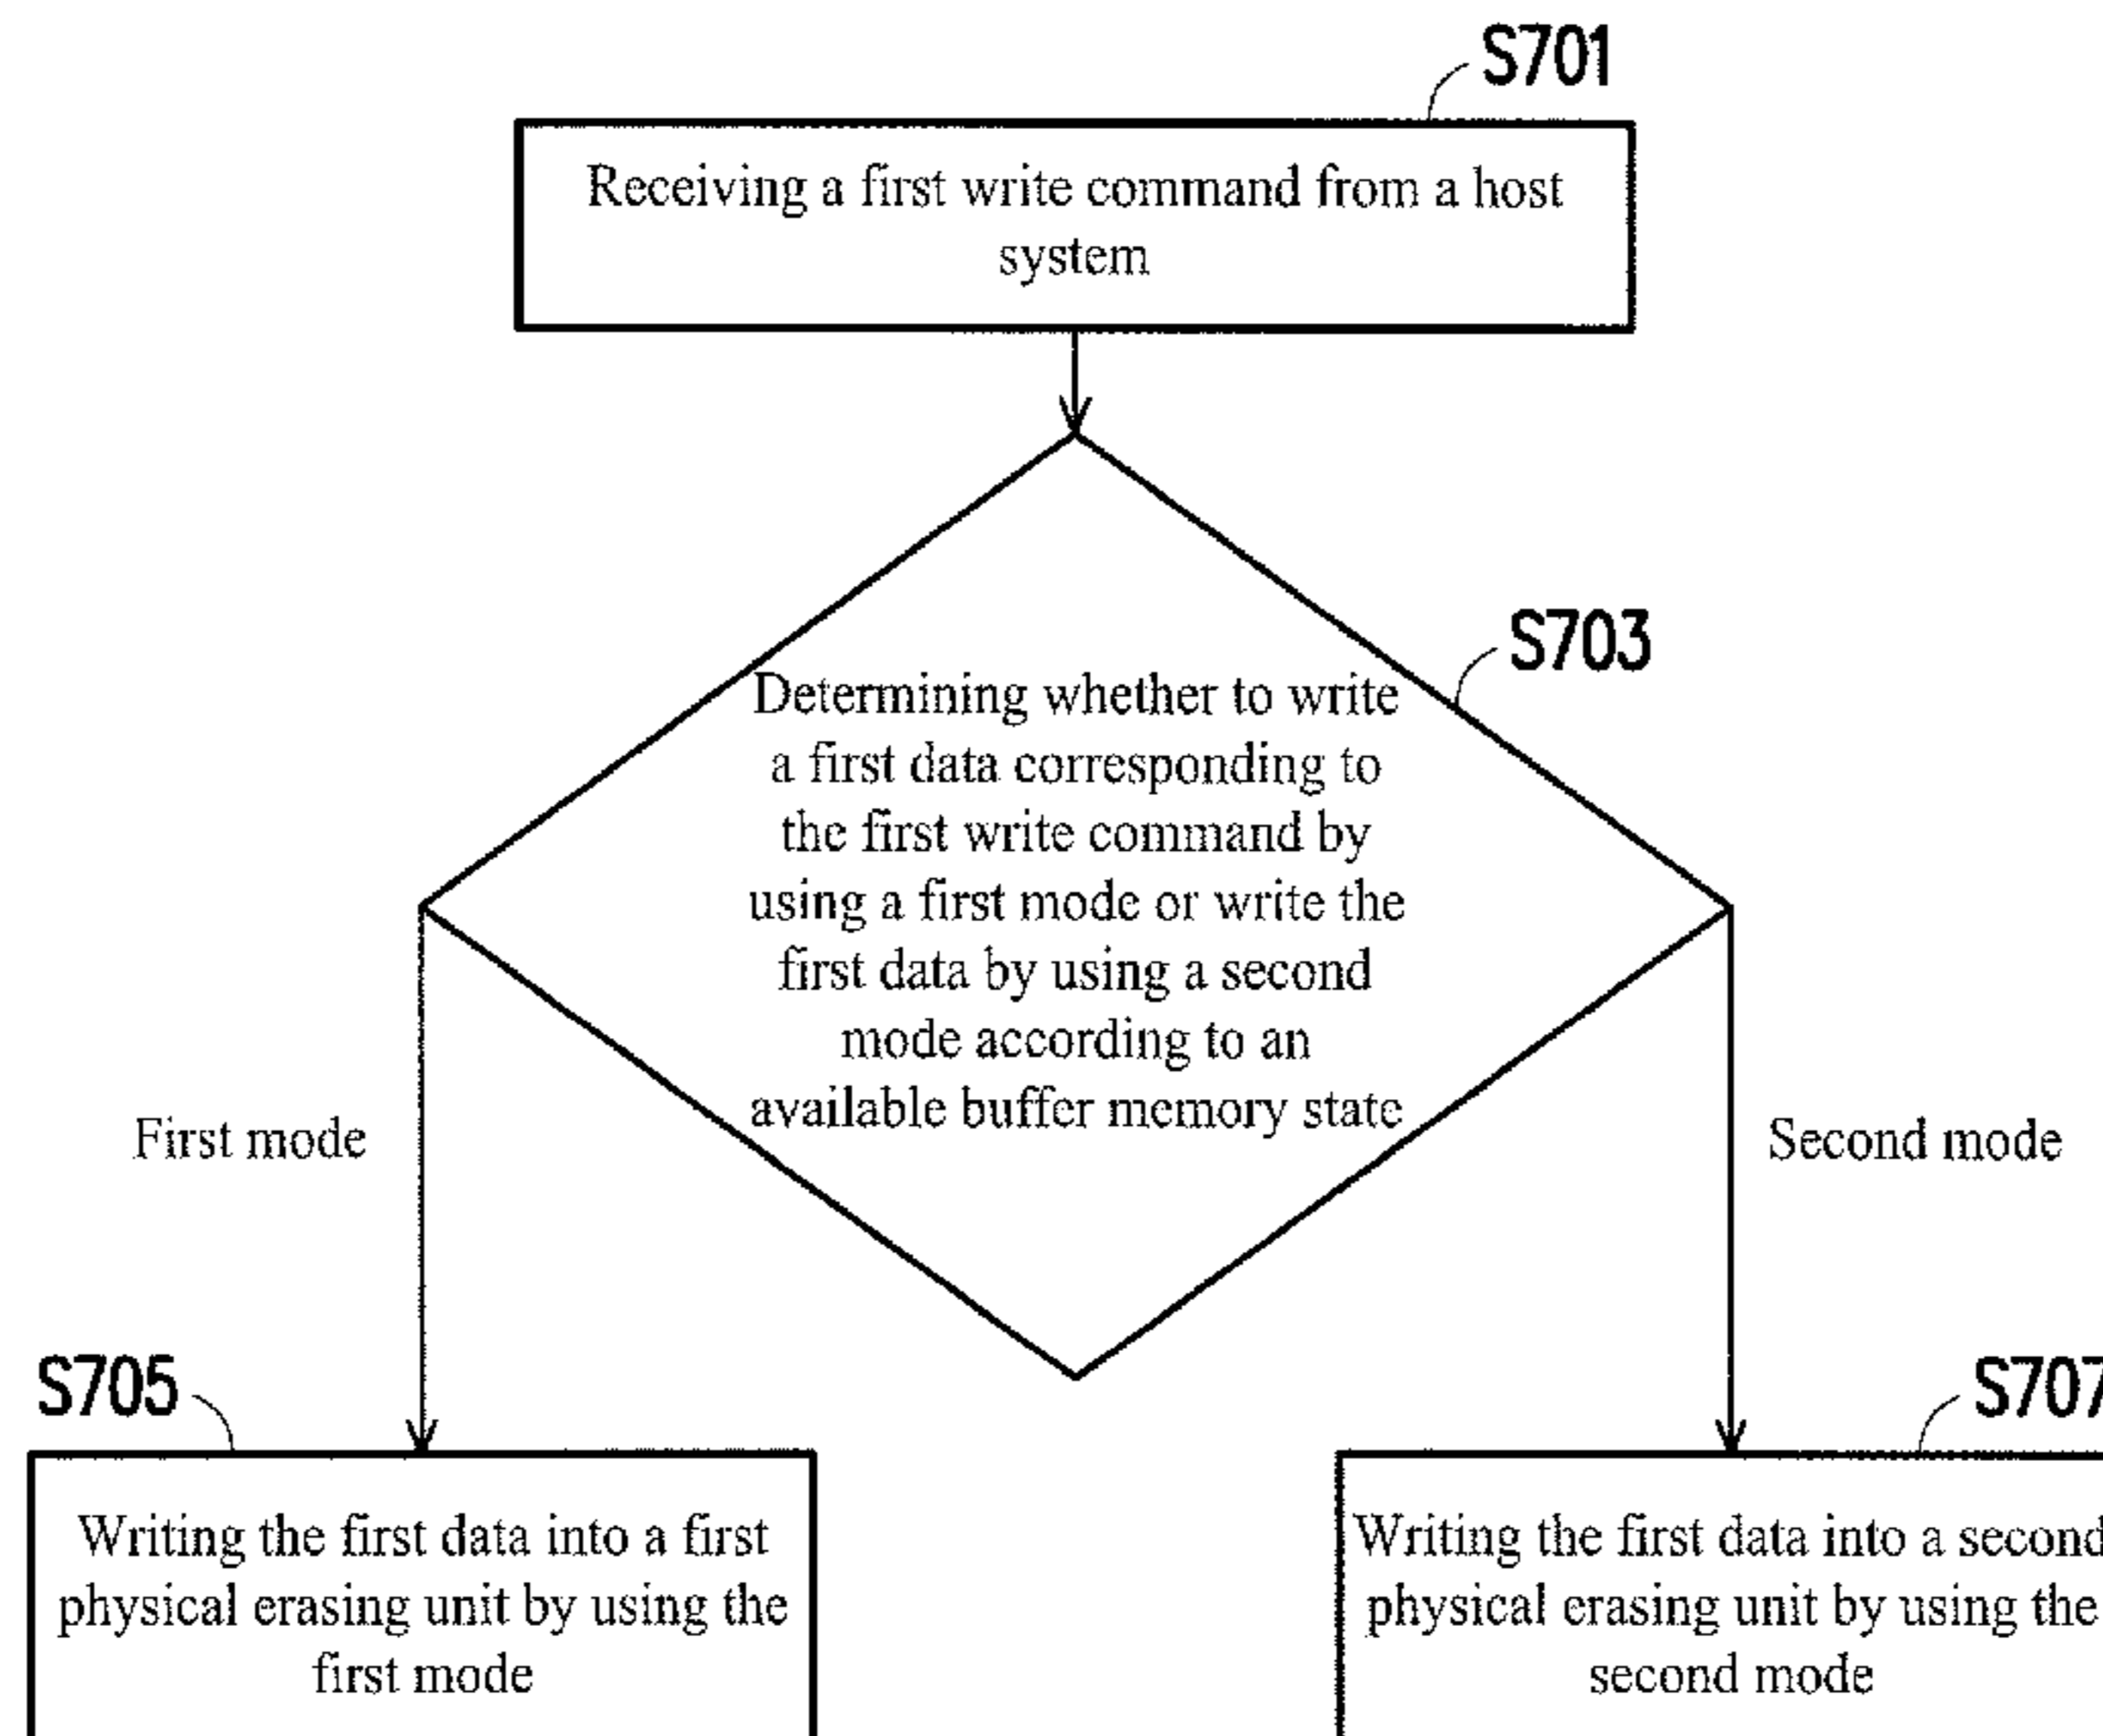 S701
Receiving a first write command from a host
system
S703
Determining whether to write
a first data corresponding to
the first write command by
using a first mode or write the
first data by using a second
mode according to an
available buffer memory state
First mode
Second mode
S705
S707
Writing the first data into a first
physical erasing unit by using the
first mode
Writing the first data into a second
physical erasing unit by using the
second mode